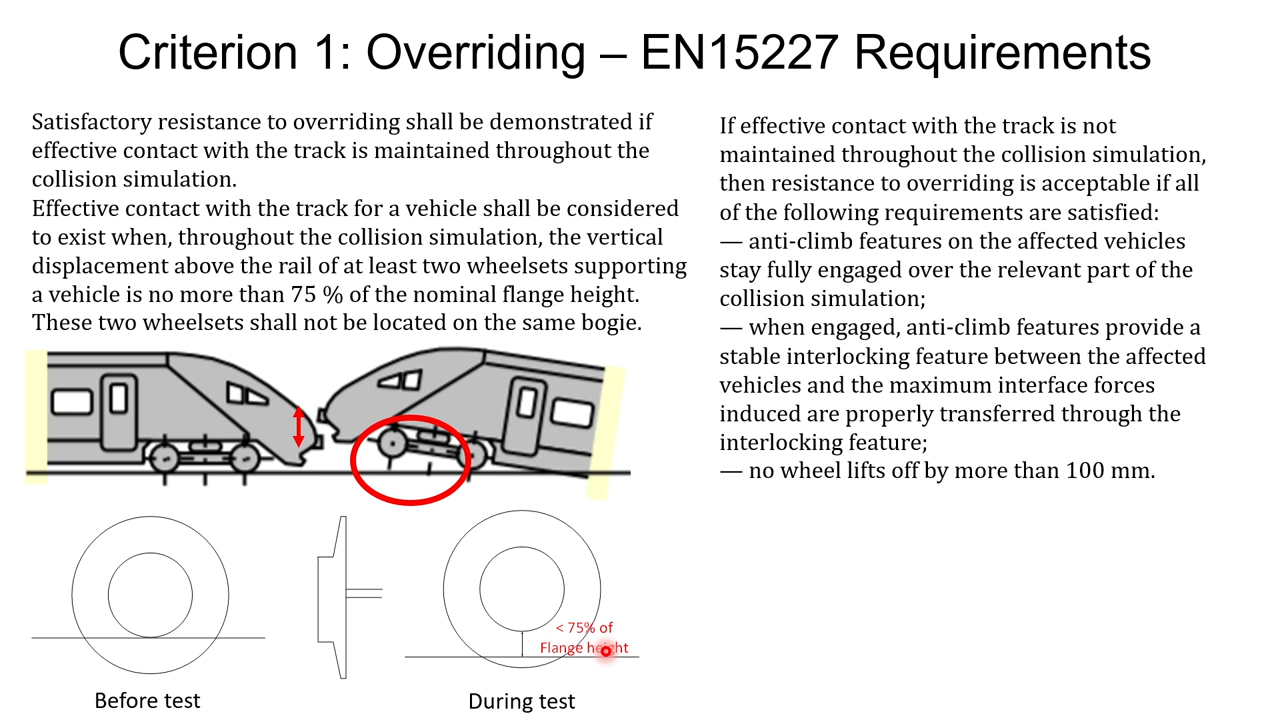 Criterion 1: Overriding – EN15227 Requirements
Satisfactory resistance to overriding shall be demonstrated if
effective contact with the track is maintained throughout the
collision simulation.
Effective contact with the track for a vehicle shall be considered
to exist when, throughout the collision simulation, the vertical
displacement above the rail of at least two wheelsets supporting
a vehicle is no more than 75 % of the nominal flange height.
These two wheelsets shall not be located on the same bogie.
If effective contact with the track is not
maintained throughout the collision simulation,
then resistance to overriding is acceptable if all
of the following requirements are satisfied:
— anti-climb features on the affected vehicles
stay fully engaged over the relevant part of the
collision simulation;
— when engaged, anti-climb features provide a
stable interlocking feature between the affected
vehicles and the maximum interface forces
induced are properly transferred through the
interlocking feature;
— no wheel lifts off by more than 100 mm.
< 75% of
Flange height
Before test
During test